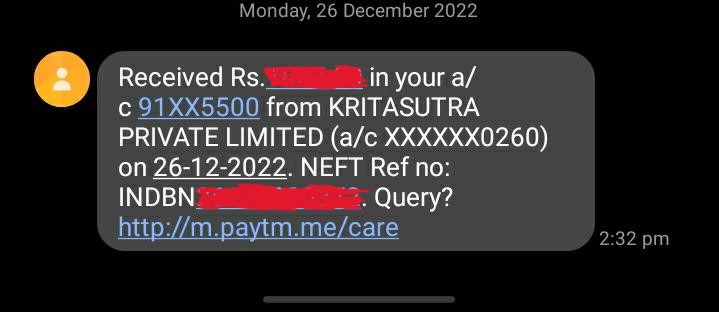 Monday, 26 December 2022
Received Rs. in your a/
c 91XX5500 from KRITASUTRA
PRIVATE LIMITED (a/c XXXXXX0260)
on 26-12-2022. NEFT Ref no:
INDBN . Query?
http://m.paytm.me/care
2:32 pm